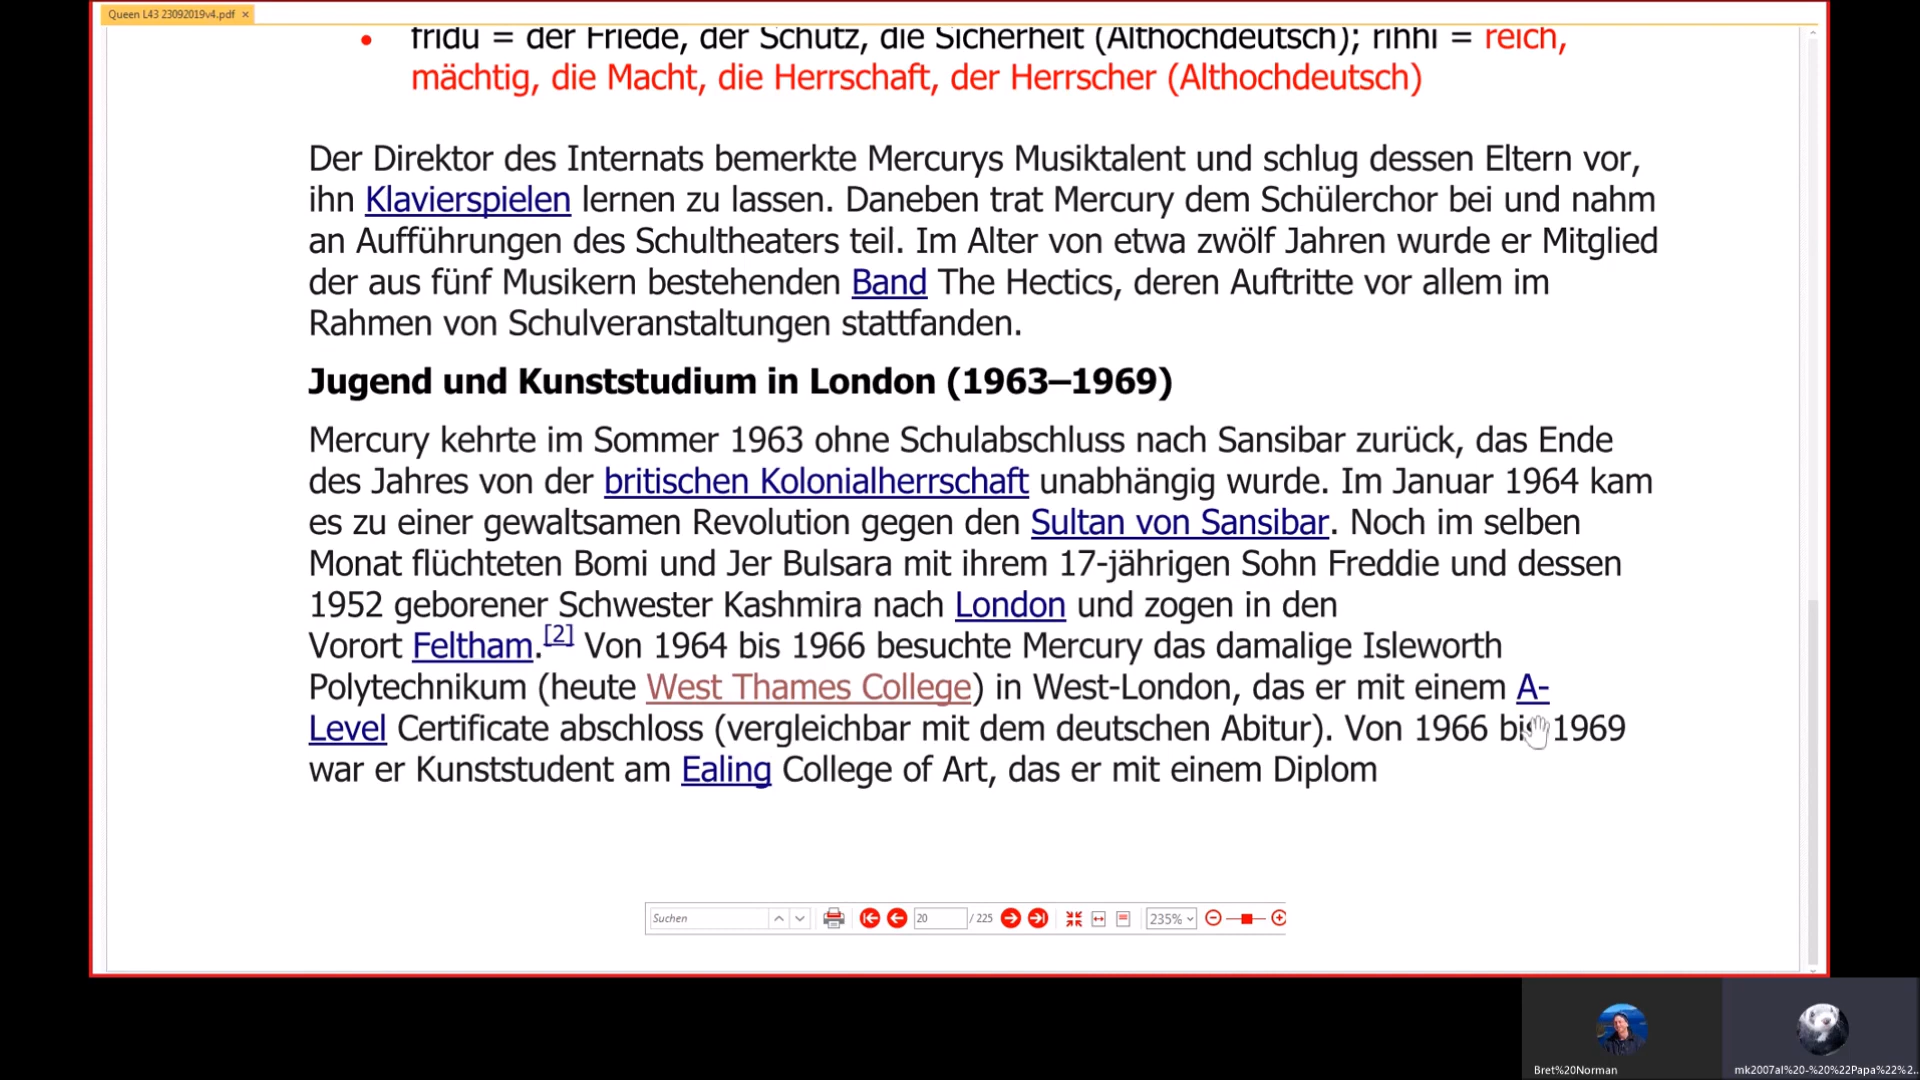 Queen L43 23092019v4.pdf ×
fridu = der Friede, der Schutz, die Sicherheit (Althochdeutsch); rihhi = reich,
mächtig, die Macht, die Herrschaft, der Herrscher (Althochdeutsch)
Der Direktor des Internats bemerkte Mercurys Musiktalent und schlug dessen Eltern vor,
ihn Klavierspielen lernen zu lassen. Daneben trat Mercury dem Schülerchor bei und nahm
an Aufführungen des Schultheaters teil. Im Alter von etwa zwölf Jahren wurde er Mitglied
der aus fünf Musikern bestehenden Band The Hectics, deren Auftritte vor allem im
Rahmen von Schulveranstaltungen stattfanden.
Jugend und Kunststudium in London (1963–1969)
Mercury kehrte im Sommer 1963 ohne Schulabschluss nach Sansibar zurück, das Ende
des Jahres von der britischen Kolonialherrschaft unabhängig wurde. Im Januar 1964 kam
es zu einer gewaltsamen Revolution gegen den Sultan von Sansibar. Noch im selben
Monat flüchteten Bomi und Jer Bulsara mit ihrem 17-jährigen Sohn Freddie und dessen
1952 geborener Schwester Kashmira nach London und zogen in den
Vorort Feltham.[2] Von 1964 bis 1966 besuchte Mercury das damalige Isleworth
Polytechnikum (heute West Thames College) in West-London, das er mit einem A-
Level Certificate abschloss (vergleichbar mit dem deutschen Abitur). Von 1966 bis 1969
war er Kunststudent am Ealing College of Art, das er mit einem Diplom
Suchen 20 / 225 235%
Bret%20Norman
mk2007al%20-%20%22Papa%22%2...